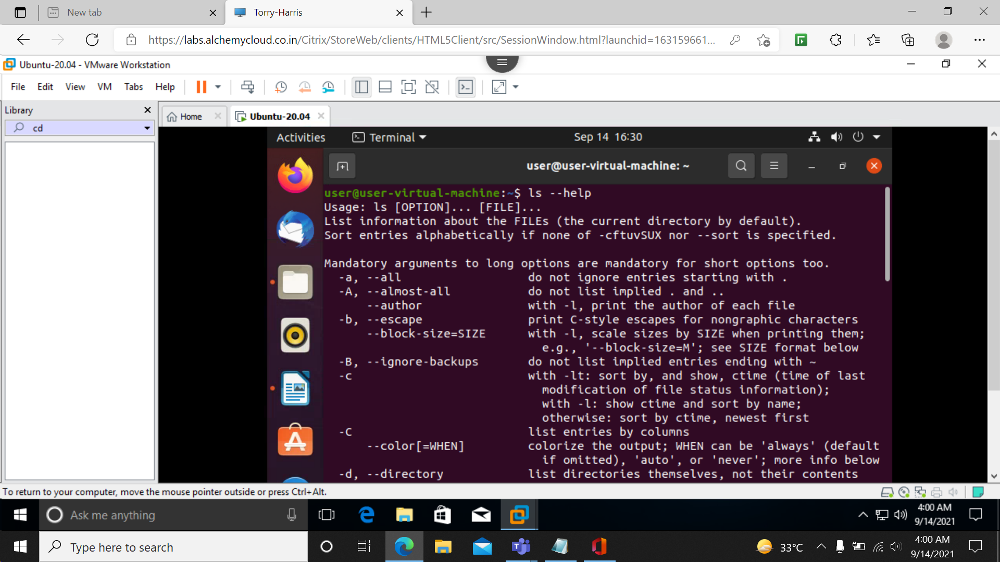 New tab
Torry-Harris
https://labs.alchemycloud.co.in/Citrix/StoreWeb/clients/HTML5Client/src/SessionWindow.html?launchid=163159661...
Ubuntu-20.04 - VMware Workstation
File Edit View VM Tabs Help
Library
cd
Home
Ubuntu-20.04
Activities Terminal Sep 14 16:30
user@user-virtual-machine: ~
user@user-virtual-machine:~$ ls --help
Usage: ls [OPTION]... [FILE]...
List information about the FILEs (the current directory by default).
Sort entries alphabetically if none of -cftuvSUX nor --sort is specified.
Mandatory arguments to long options are mandatory for short options too.
-a, --all do not ignore entries starting with .
-A, --almost-all do not list implied . and ..
--author with -l, print the author of each file
-b, --escape print C-style escapes for nongraphic characters
--block-size=SIZE with -l, scale sizes by SIZE when printing them;
e.g., '--block-size=M'; see SIZE format below
-B, --ignore-backups do not list implied entries ending with ~
-c with -lt: sort by, and show, ctime (time of last
modification of file status information);
with -l: show ctime and sort by name;
otherwise: sort by ctime, newest first
-C list entries by columns
--color[=WHEN] colorize the output; WHEN can be 'always' (default
if omitted), 'auto', or 'never'; more info below
-d, --directory list directories themselves, not their contents
To return to your computer, move the mouse pointer outside or press Ctrl+Alt.
Ask me anything
4:00 AM
9/14/2021
Type here to search
33°C
4:00 AM
9/14/2021